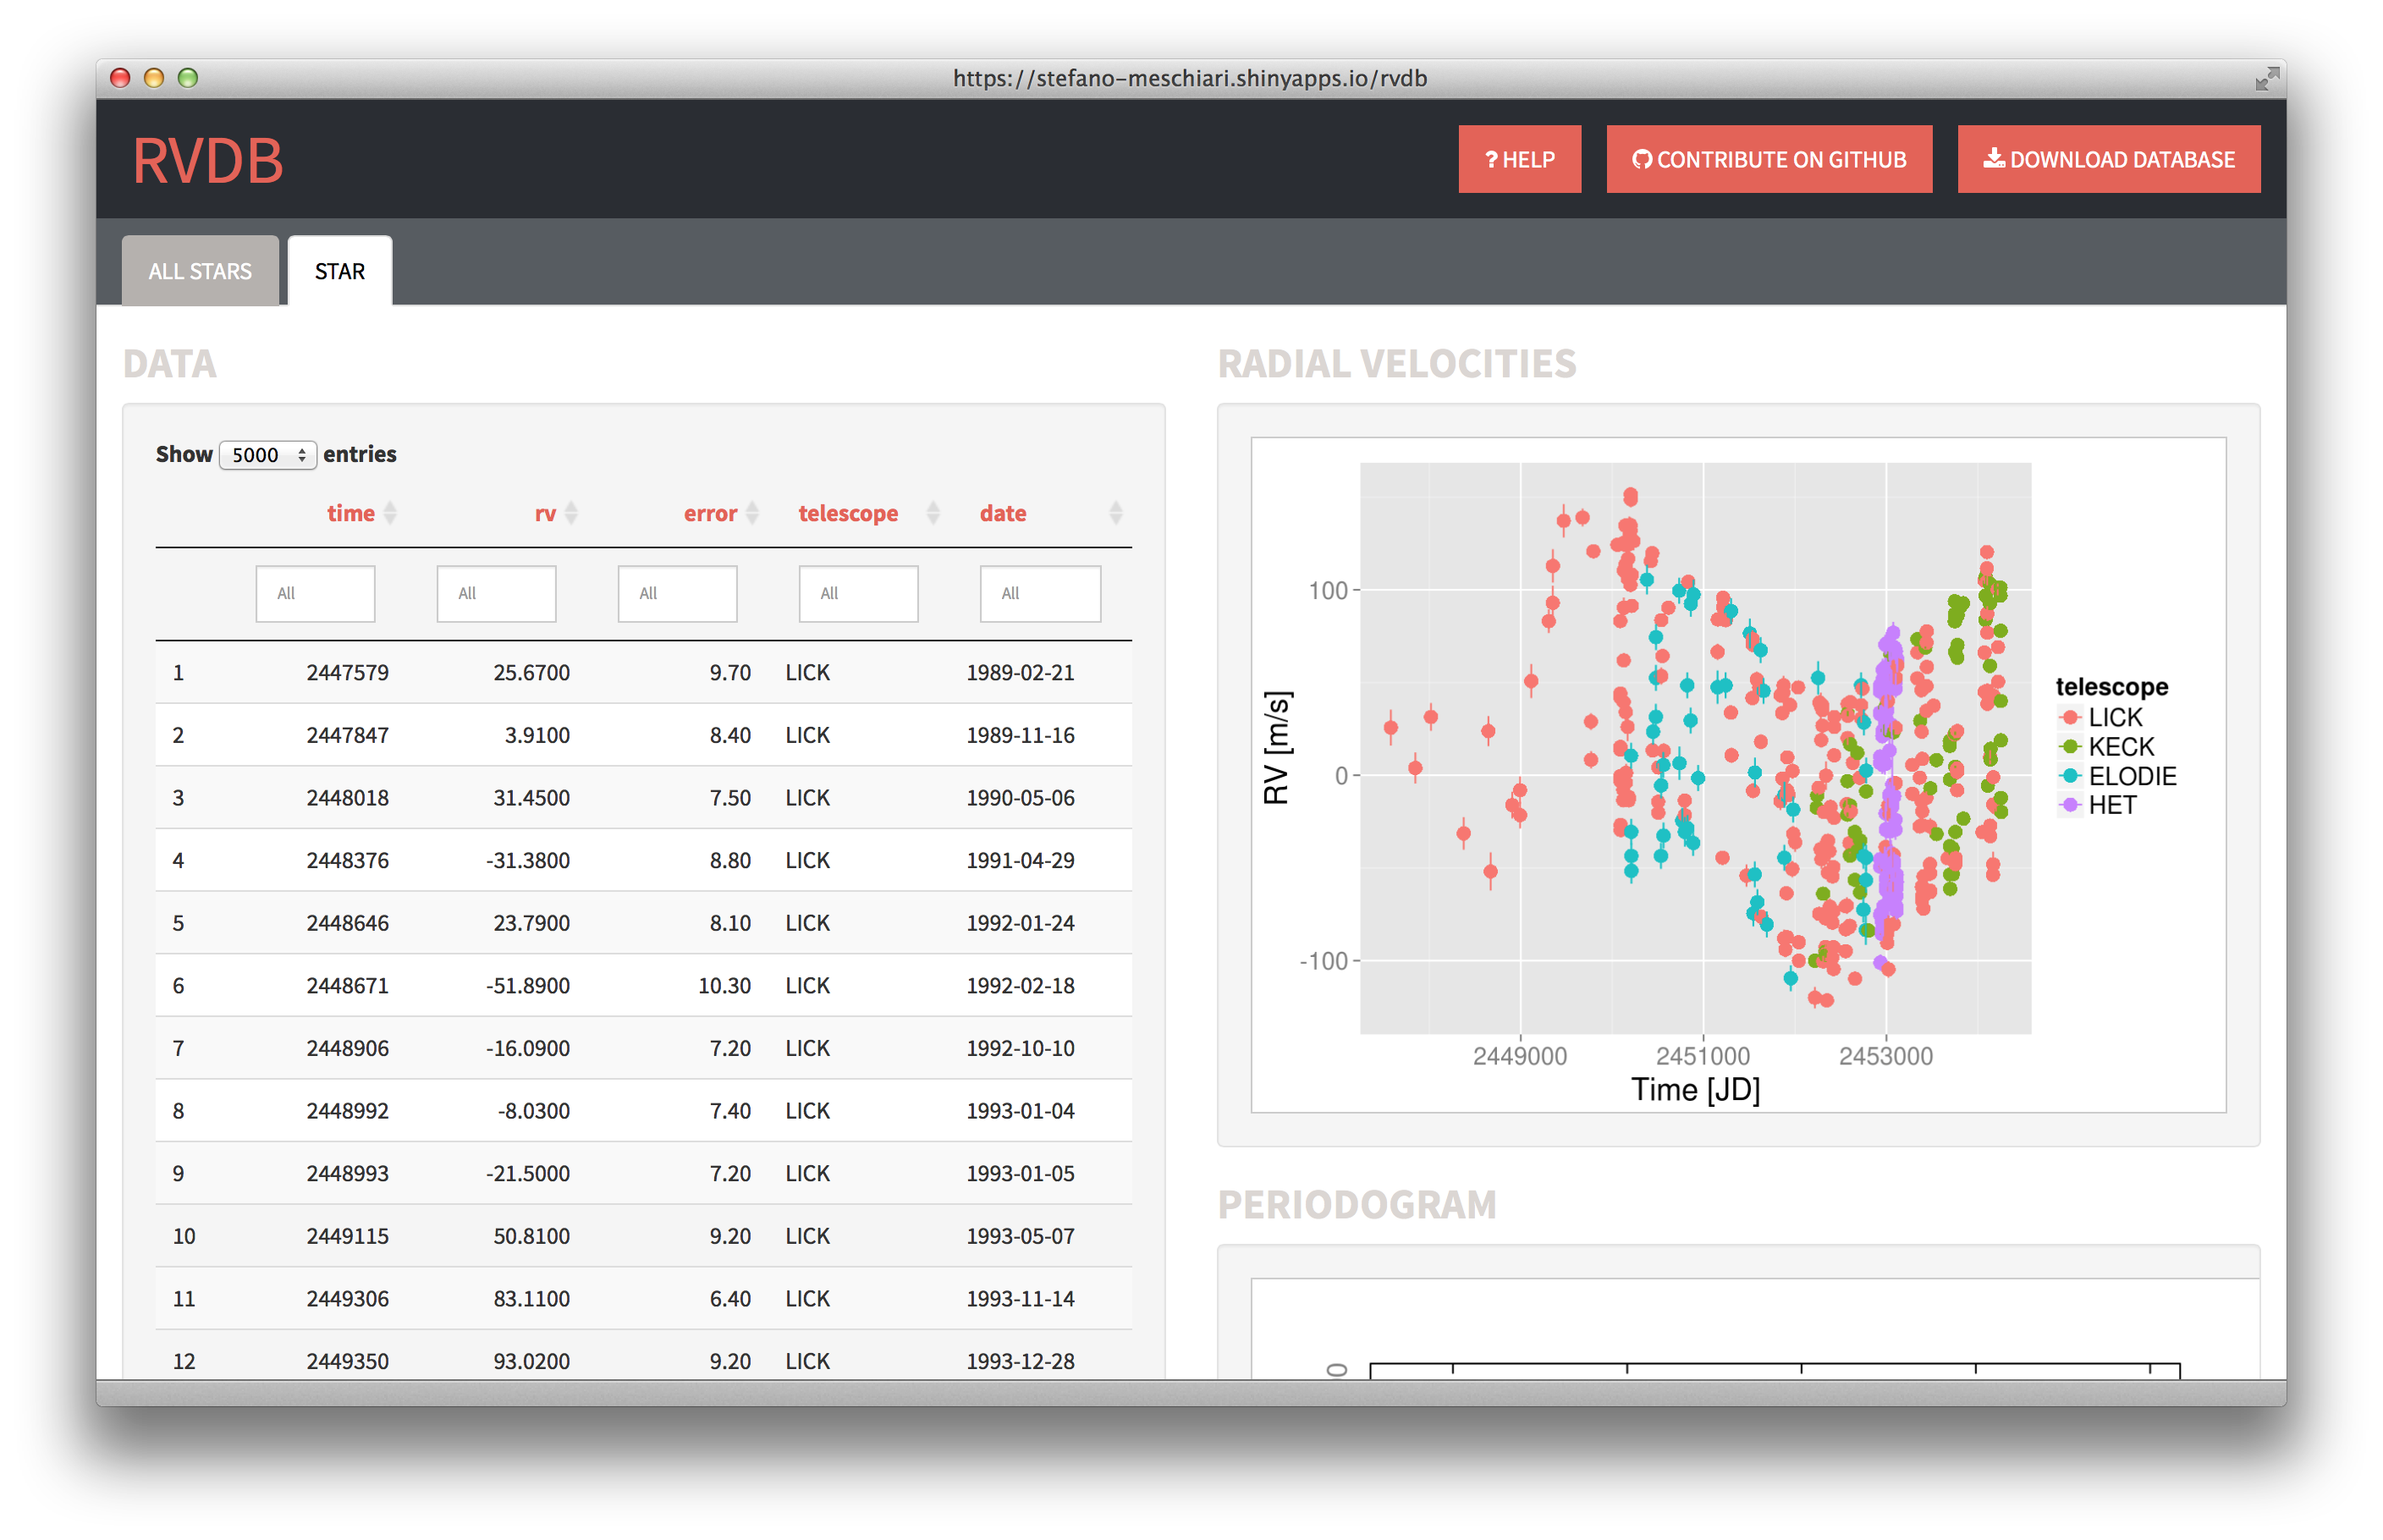 https://stefano-meschiari.shinyapps.io/rvdb
RVDB
? HELP
CONTRIBUTE ON GITHUB
DOWNLOAD DATABASE
ALL STARS
STAR
DATA
Show 5000 entries
time rv error telescope date
All All All All All
1 2447579 25.6700 9.70 LICK 1989-02-21
2 2447847 3.9100 8.40 LICK 1989-11-16
3 2448018 31.4500 7.50 LICK 1990-05-06
4 2448376 -31.3800 8.80 LICK 1991-04-29
5 2448646 23.7900 8.10 LICK 1992-01-24
6 2448671 -51.8900 10.30 LICK 1992-02-18
7 2448906 -16.0900 7.20 LICK 1992-10-10
8 2448992 -8.0300 7.40 LICK 1993-01-04
9 2448993 -21.5000 7.20 LICK 1993-01-05
10 2449115 50.8100 9.20 LICK 1993-05-07
11 2449306 83.1100 6.40 LICK 1993-11-14
12 2449350 93.0200 9.20 LICK 1993-12-28
RADIAL VELOCITIES
RV [m/s]
100
0
-100
2449000 2451000 2453000
Time [JD]
telescope
LICK
KECK
ELODIE
HET
PERIODOGRAM